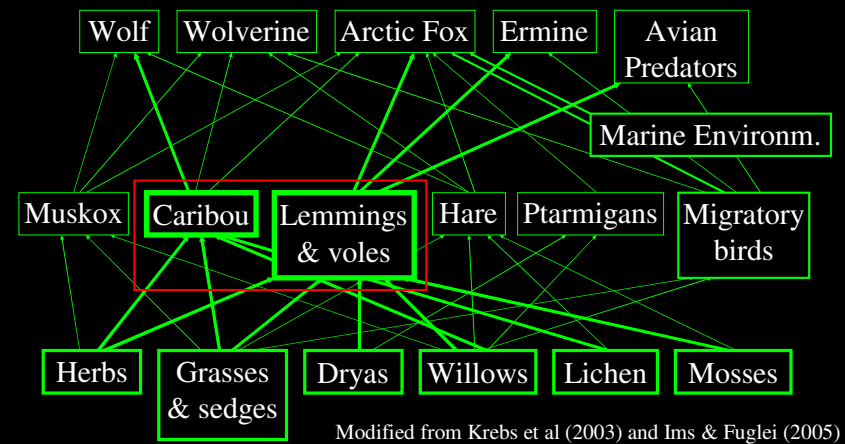 Wolf
Wolverine
Arctic Fox
Ermine
Avian
Predators
Marine Environm.
Muskox
Caribou
Lemmings
& voles
Hare
Ptarmigans
Migratory
birds
Herbs
Grasses
& sedges
Dryas
Willows
Lichen
Mosses
Modified from Krebs et al (2003) and Ims & Fuglei (2005)